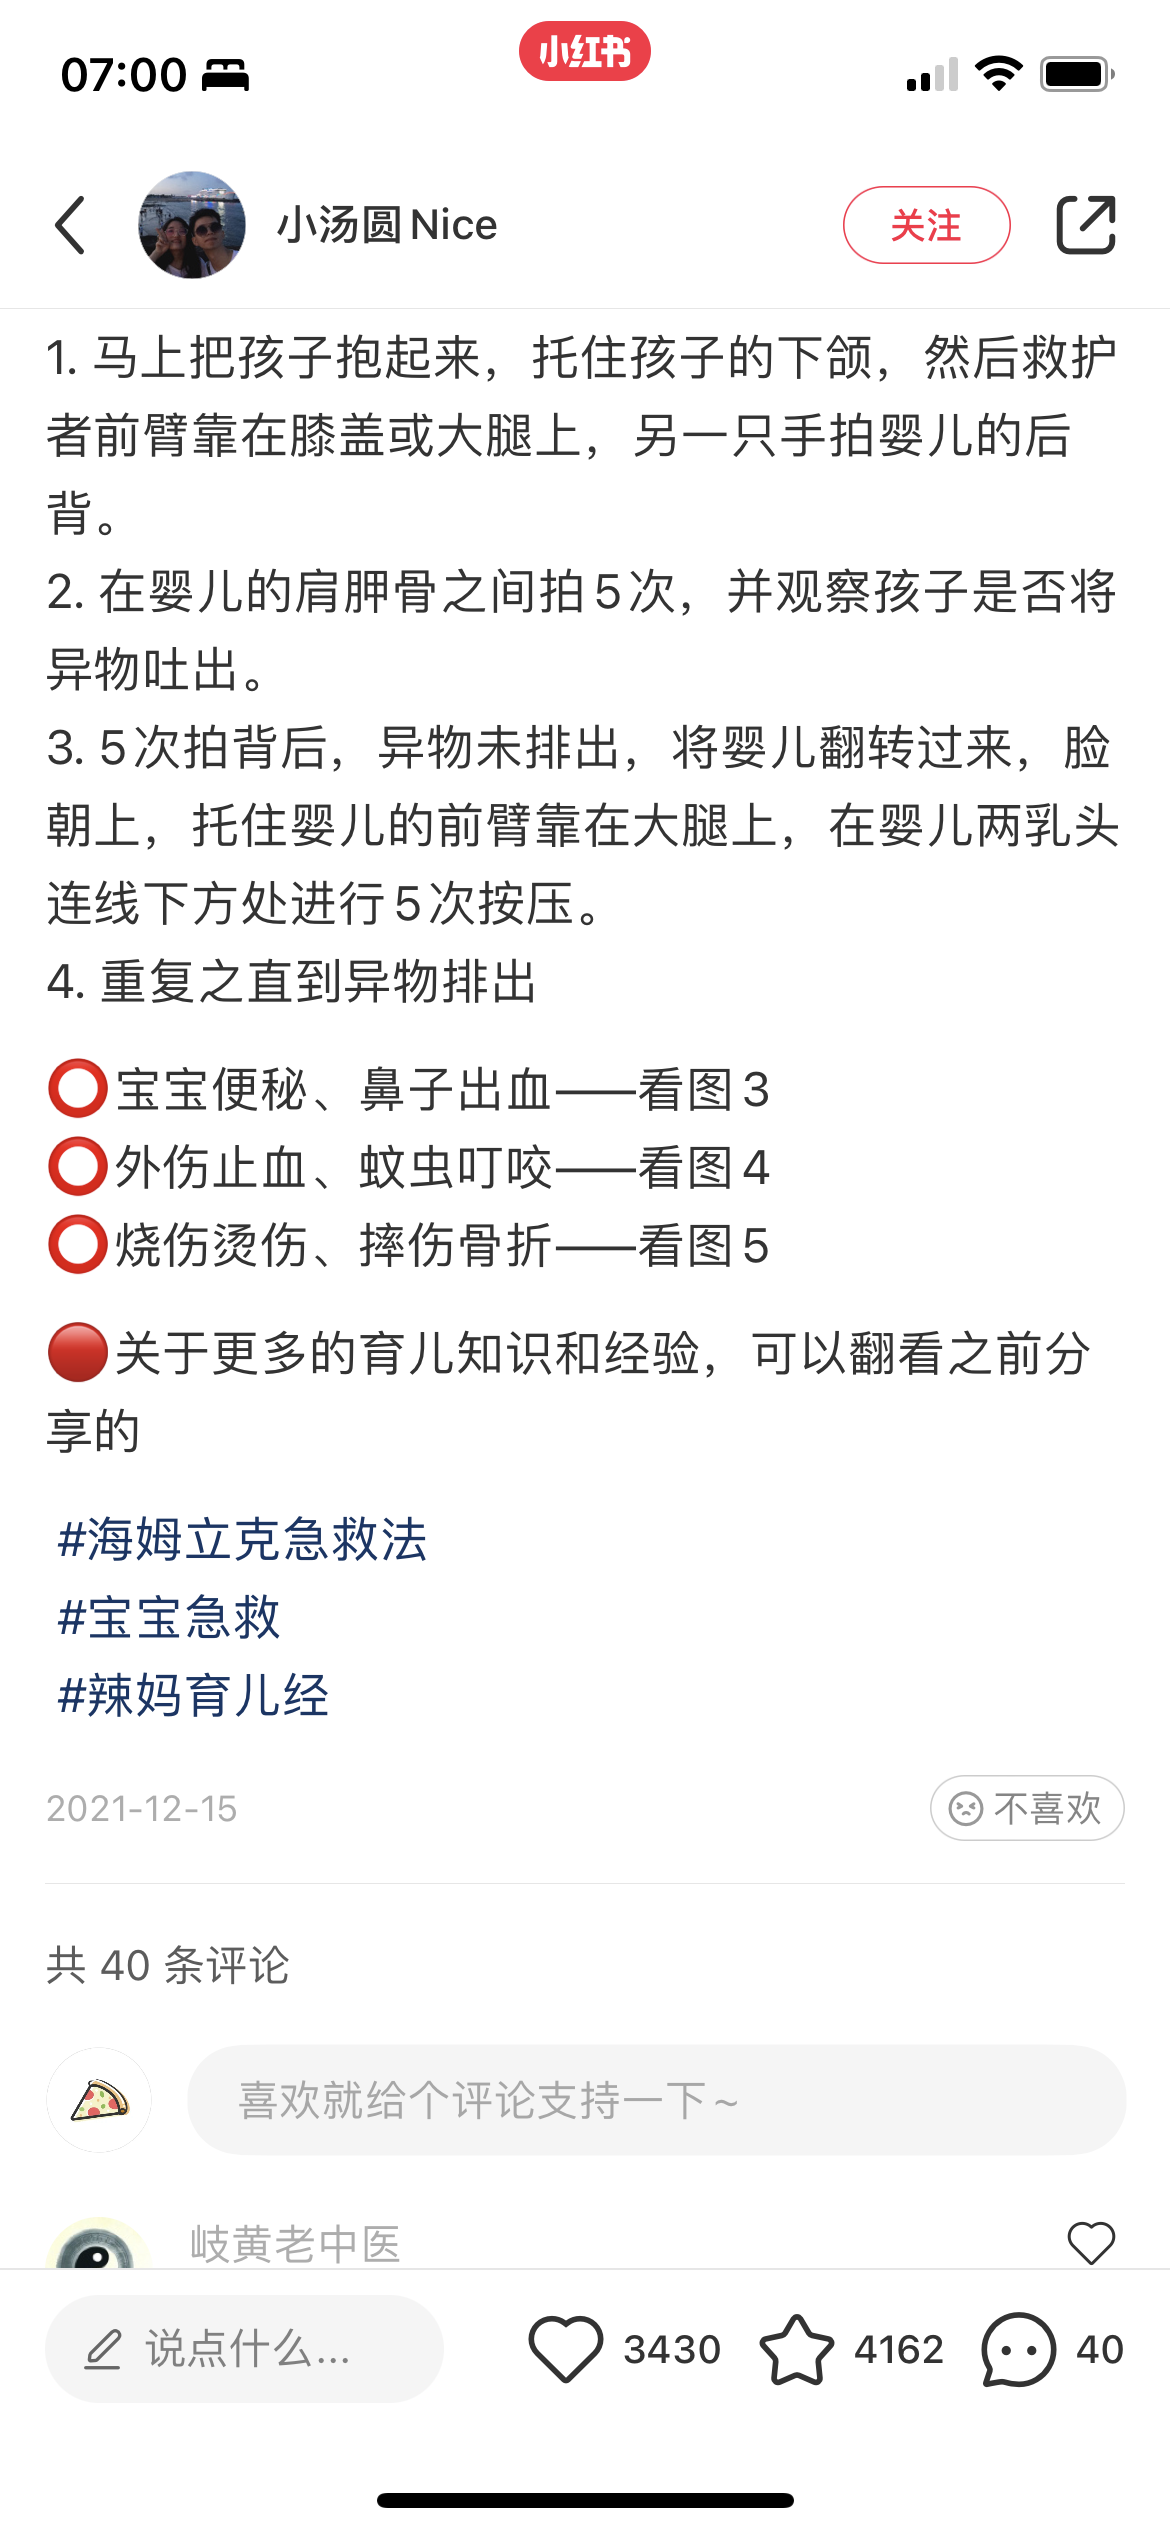 07:00
小红书
小汤圆Nice
关注
1. 马上把孩子抱起来，托住孩子的下颌，然后救护
者前臂靠在膝盖或大腿上，另一只手拍婴儿的后
背。
2. 在婴儿的肩胛骨之间拍5次，并观察孩子是否将
异物吐出。
3. 5次拍背后，异物未排出，将婴儿翻转过来，脸
朝上，托住婴儿的前臂靠在大腿上，在婴儿两乳头
连线下方处进行5次按压。
4. 重复之直到异物排出
⭕宝宝便秘、鼻子出血——看图3
⭕外伤止血、蚊虫叮咬——看图4
⭕烧伤烫伤、摔伤骨折——看图5
🔴关于更多的育儿知识和经验，可以翻看之前分
享的
#海姆立克急救法
#宝宝急救
#辣妈育儿经
2021-12-15
不喜欢
共 40 条评论
喜欢就给个评论支持一下~
岐黄老中医
说点什么...
3430
4162
40